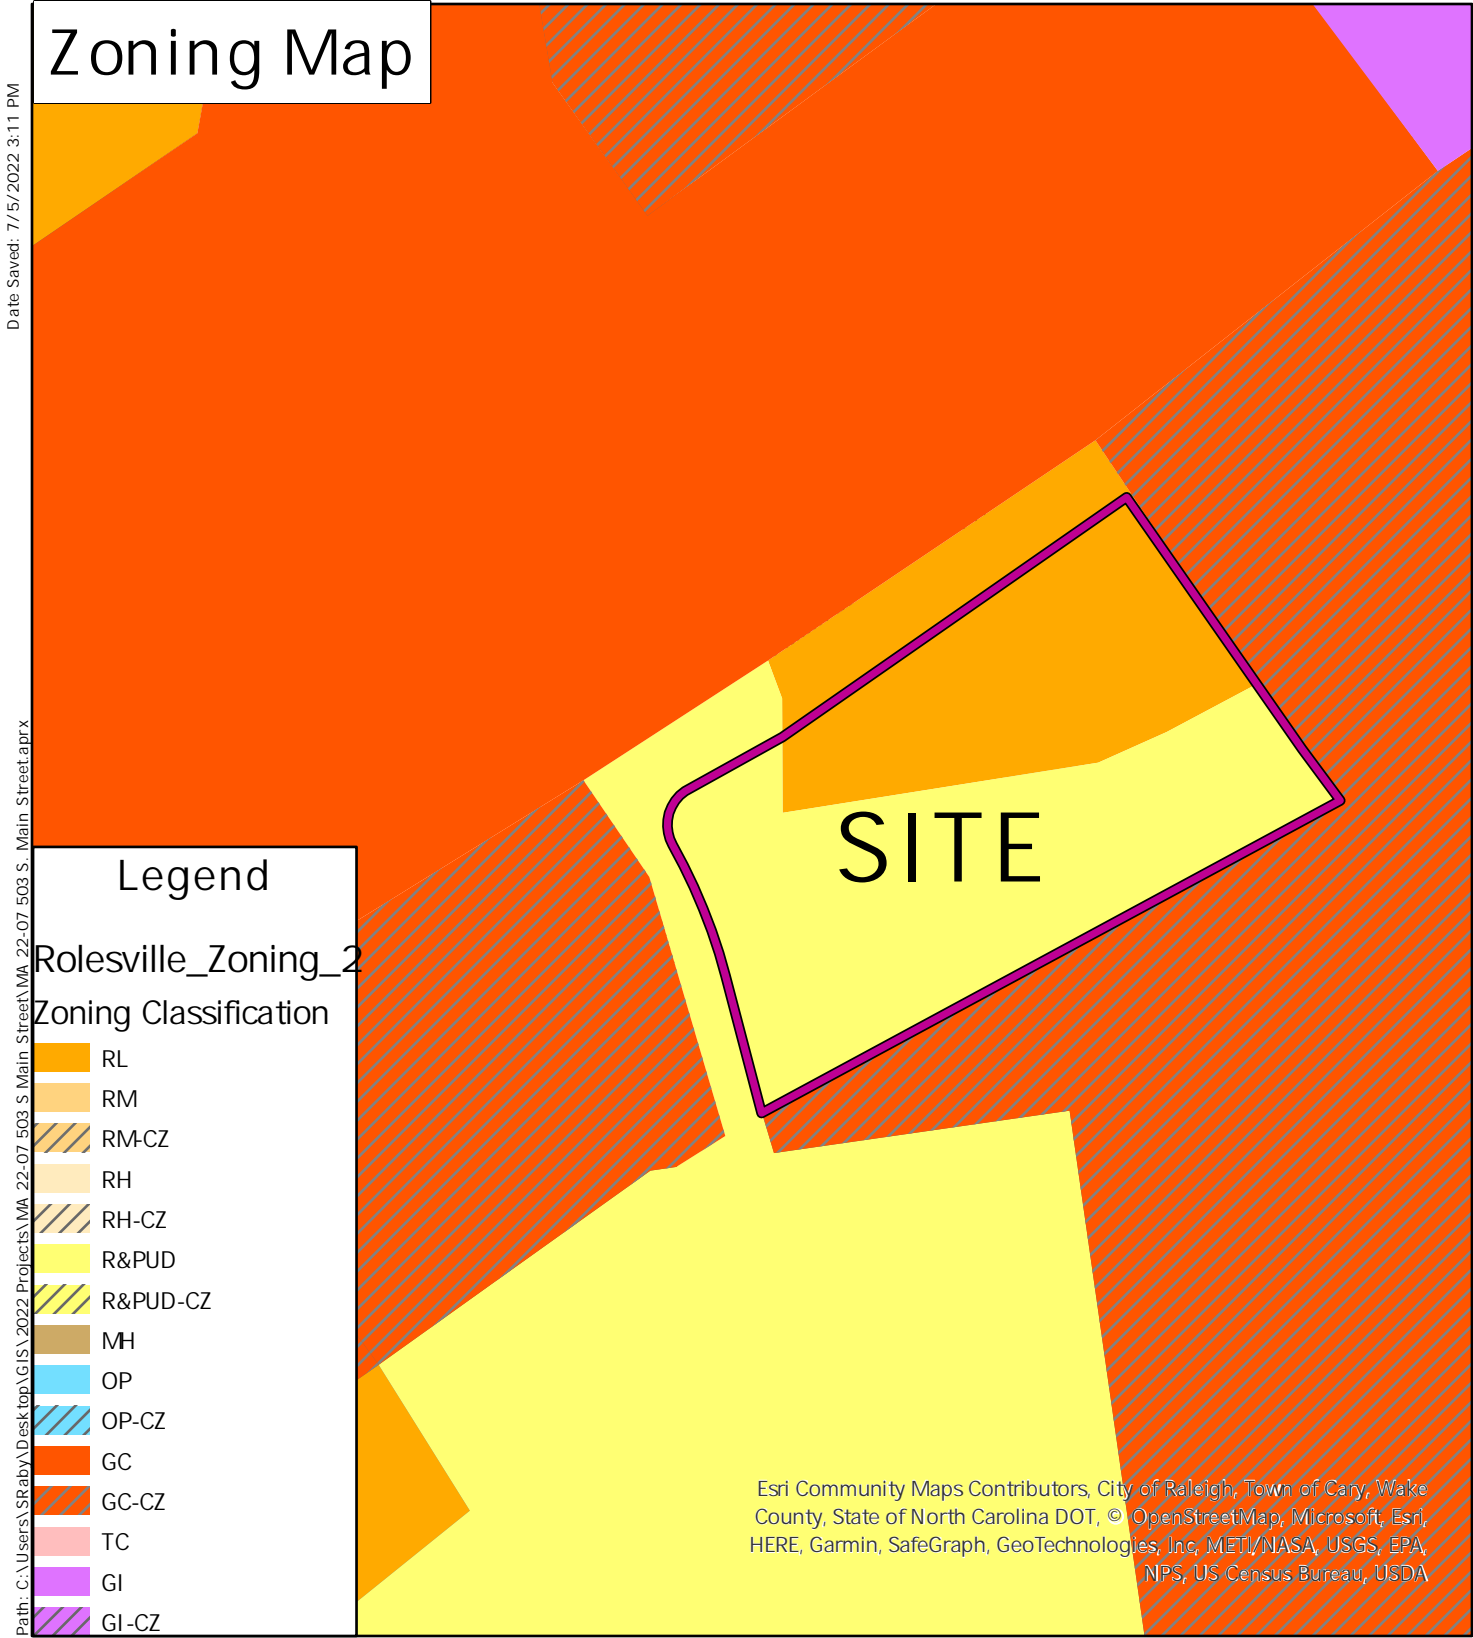 Zoning Map
Date Saved: 7/5/2022 3:11 PM
Path: C:\Users\SRaby\Desktop\GIS\2022 Projects\MA 22-07 503 S Main Street\MA 22-07 503 S. Main Street.aprx
SITE
Legend
Rolesville_Zoning_2
Zoning Classification
RL
RM
RM-CZ
RH
RH-CZ
R&PUD
R&PUD-CZ
MH
OP
OP-CZ
GC
GC-CZ
TC
GI
GI-CZ
Esri Community Maps Contributors, City of Raleigh, Town of Cary, Wake
County, State of North Carolina DOT, © OpenStreetMap, Microsoft, Esri,
HERE, Garmin, SafeGraph, GeoTechnologies, Inc, METI/NASA, USGS, EPA,
NPS, US Census Bureau, USDA